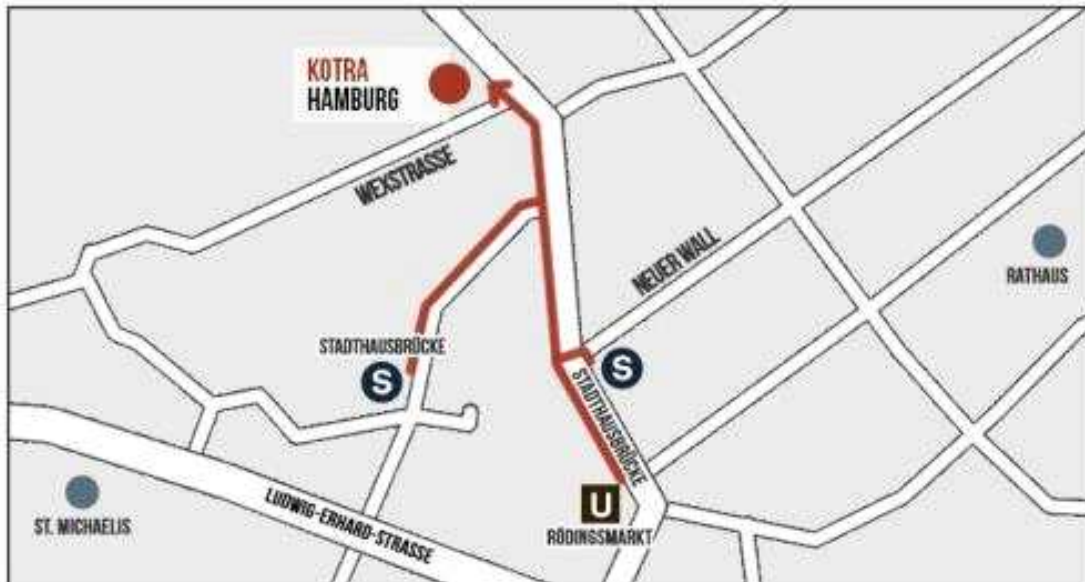 KOTRA
HAMBURG
WEXSTRASSE
NEUER WALL
RATHAUS
STADTHAUSBRÜCKE
S
S
STADTHAUSBRÜCKE
ST. MICHAELIS
LUDWIG-ERHARD-STRASSE
U
RÖDINGSMARKT